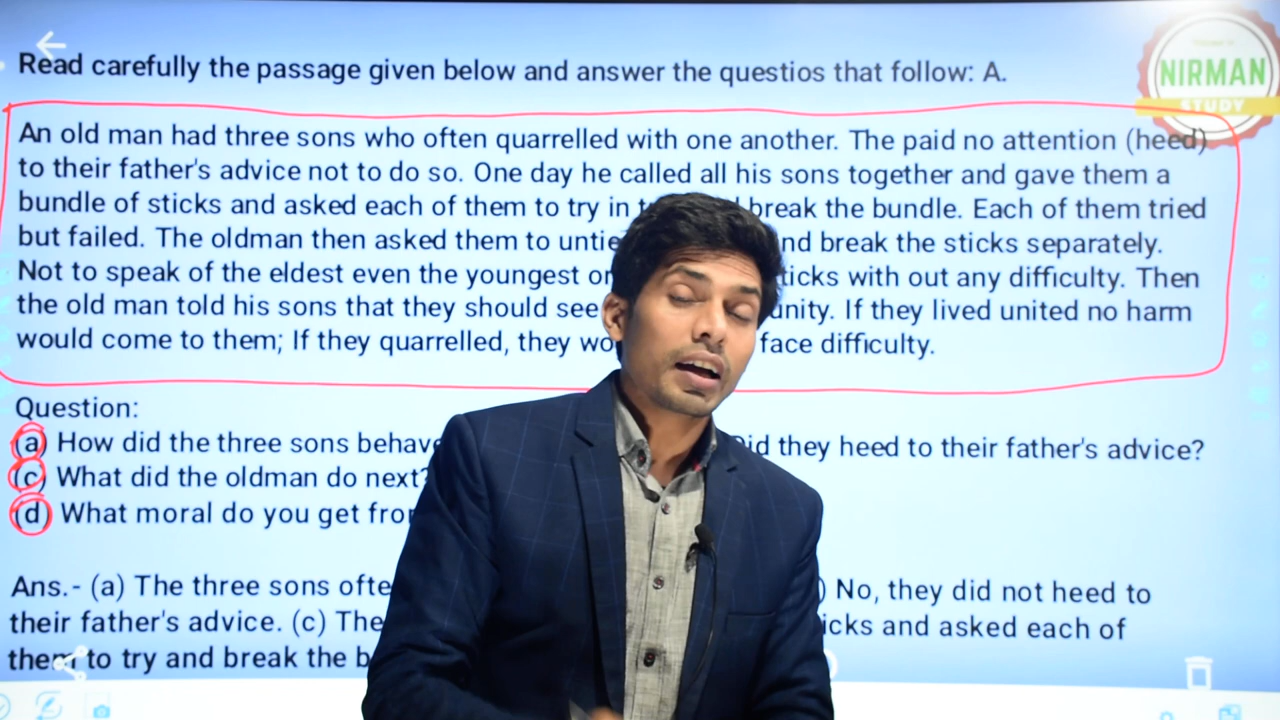 Read carefully the passage given below and answer the questios that follow: A.
NIRMAN
STUDY
An old man had three sons who often quarrelled with one another. The paid no attention (heed)
to their father's advice not to do so. One day he called all his sons together and gave them a
bundle of sticks and asked each of them to try in break the bundle. Each of them tried
but failed. The oldman then asked them to untie and break the sticks separately.
Not to speak of the eldest even the youngest with out any difficulty. Then
the old man told his sons that they should see If they lived united no harm
would come to them; If they quarrelled, they face difficulty.
Question:
(a) How did the three sons they heed to their father's advice?
(c) What did the oldman do next?
(d) What moral do you get
Ans.- (a) The three sons No, they did not heed to
their father's advice. (c) and asked each of
them to try and break the